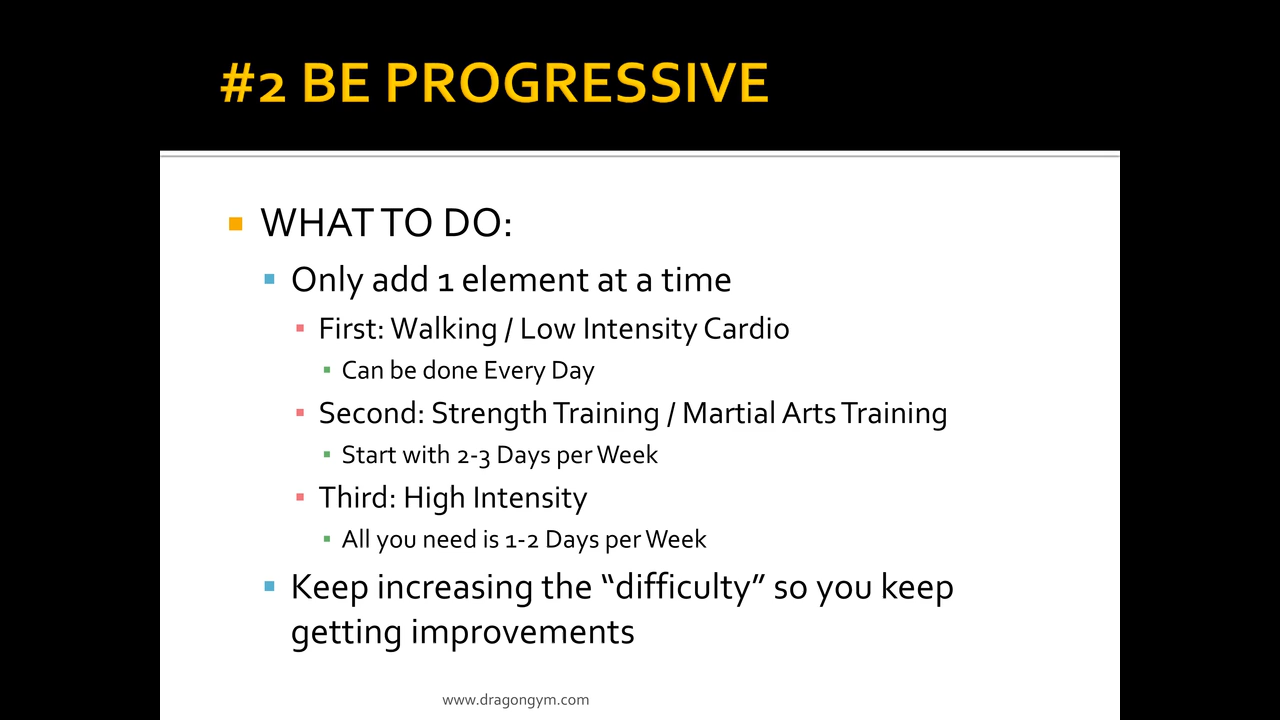 #2 BE PROGRESSIVE
WHAT TO DO:
Only add 1 element at a time
First: Walking / Low Intensity Cardio
Can be done Every Day
Second: Strength Training / Martial Arts Training
Start with 2-3 Days per Week
Third: High Intensity
All you need is 1-2 Days per Week
Keep increasing the “difficulty” so you keep
getting improvements
www.dragongym.com